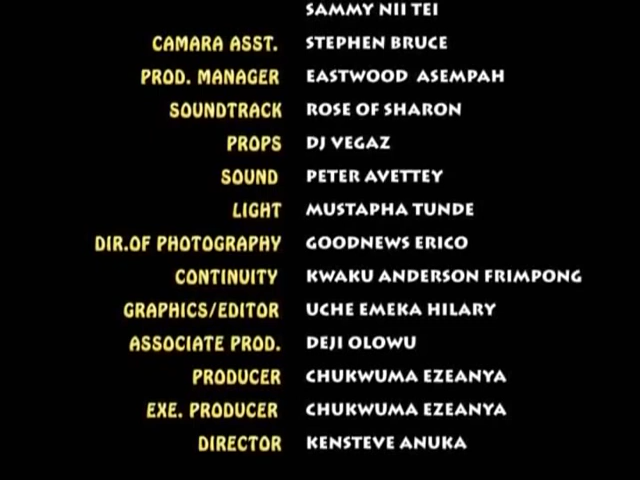 SAMMY NII TEI
CAMARA ASST. STEPHEN BRUCE
PROD. MANAGER EASTWOOD ASEMPAH
SOUNDTRACK ROSE OF SHARON
PROPS DJ VEGAZ
SOUND PETER AVETTEY
LIGHT MUSTAPHA TUNDE
DIR.OF PHOTOGRAPHY GOODNEWS ERICO
CONTINUITY KWAKU ANDERSON FRIMPONG
GRAPHICS/EDITOR UCHE EMEKA HILARY
ASSOCIATE PROD. DEJI OLOWU
PRODUCER CHUKWUMA EZEANYA
EXE. PRODUCER CHUKWUMA EZEANYA
DIRECTOR KENSTEVE ANUKA